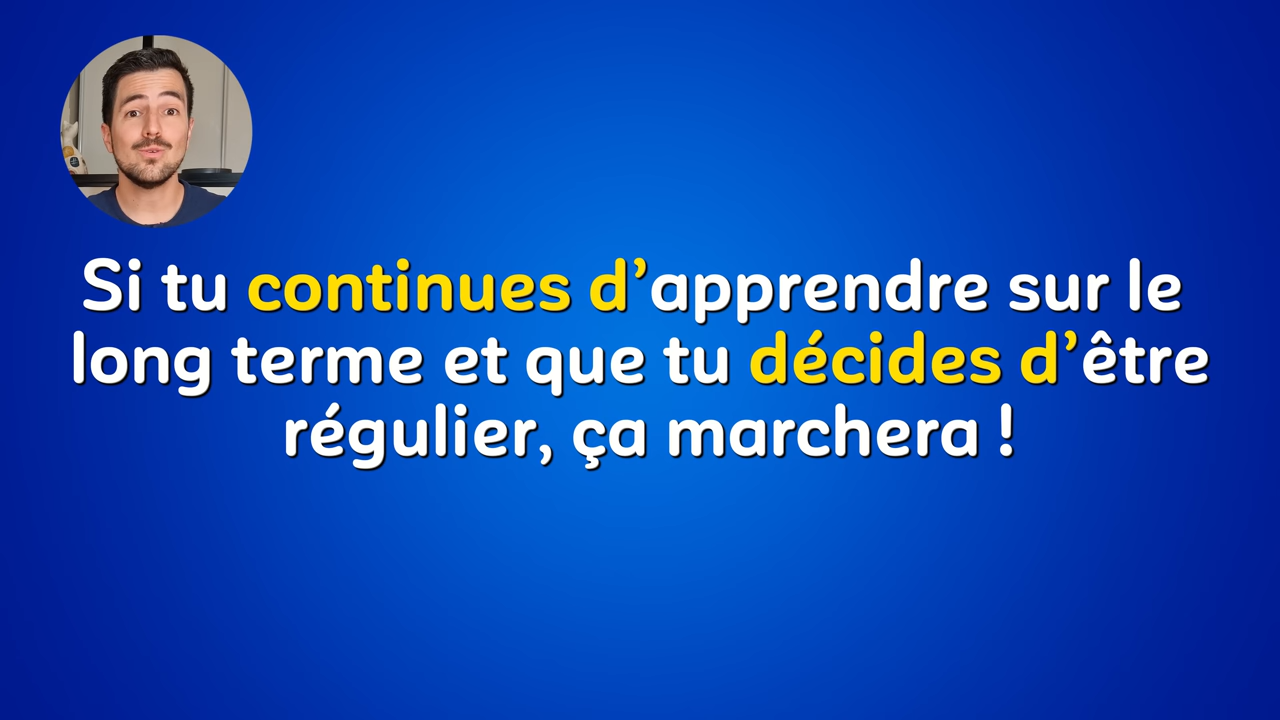 Si tu continues d’apprendre sur le
long terme et que tu décides d’être
régulier, ça marchera !